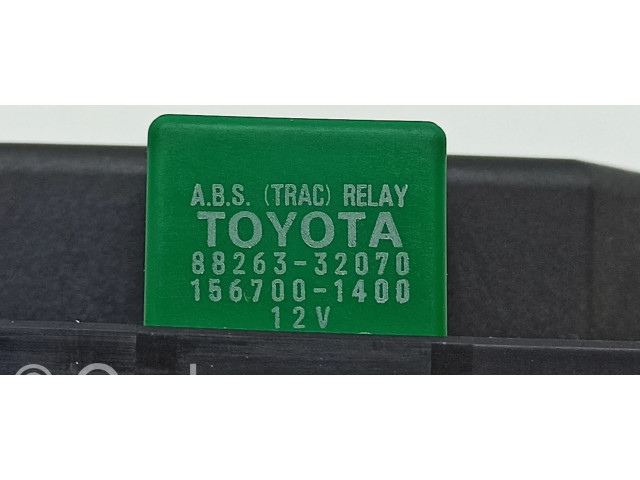 A.B.S. (TRAC) RELAY
TOYOTA
88263-32070
156700-1400
12V